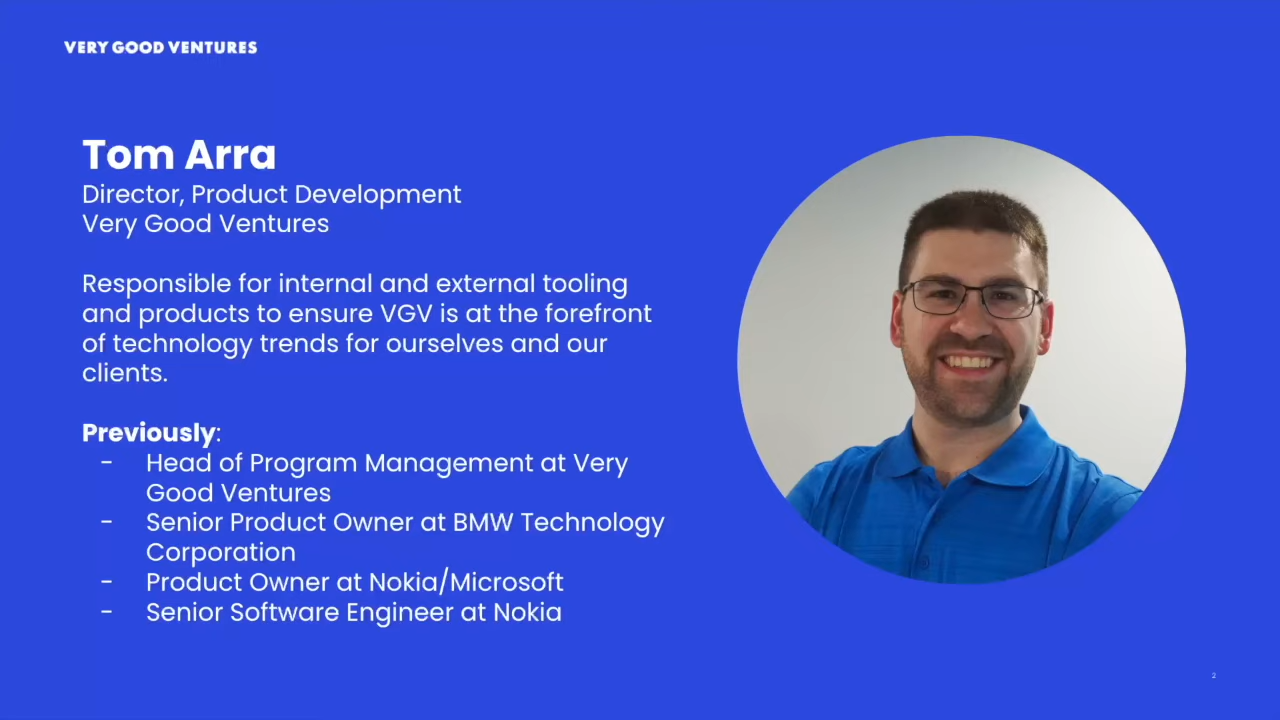 VERY GOOD VENTURES
Tom Arra
Director, Product Development
Very Good Ventures
Responsible for internal and external tooling
and products to ensure VGV is at the forefront
of technology trends for ourselves and our
clients.
Previously:
- Head of Program Management at Very
Good Ventures
- Senior Product Owner at BMW Technology
Corporation
- Product Owner at Nokia/Microsoft
- Senior Software Engineer at Nokia
2